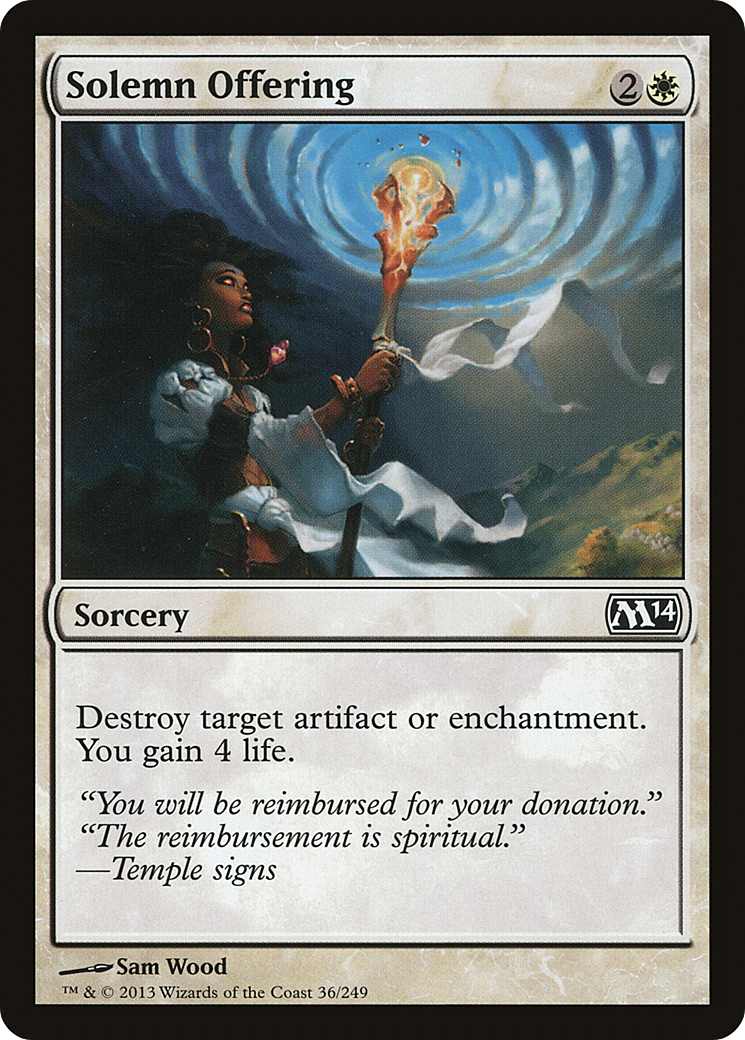 Solemn Offering 2
Sorcery M14
Destroy target artifact or enchantment.
You gain 4 life.
“You will be reimbursed for your donation.”
“The reimbursement is spiritual.”
—Temple signs
Sam Wood
™ & © 2013 Wizards of the Coast 36/249